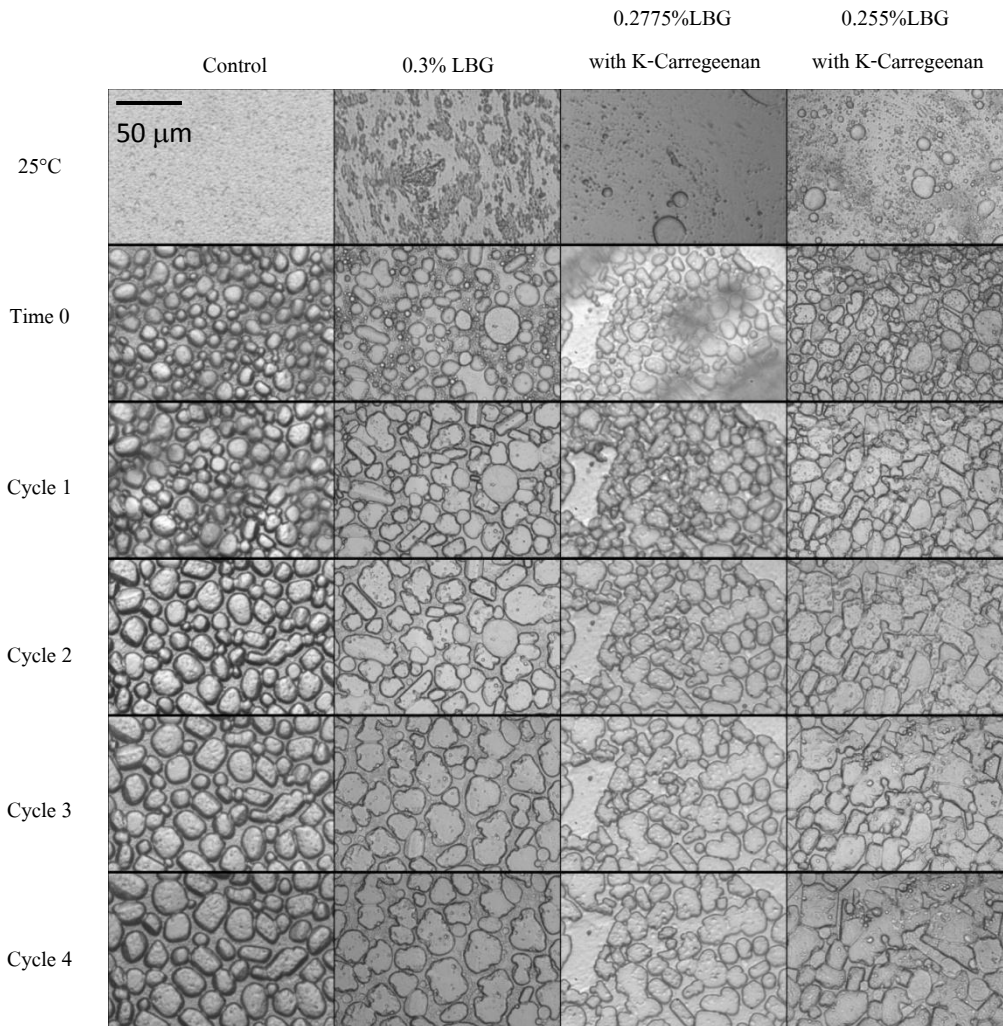 0.2775%LBG
0.255%LBG
Control
0.3% LBG
with K-Carregeenan
with K-Carregeenan
50 µm
25°C
Time 0
Cycle 1
Cycle 2
Cycle 3
Cycle 4